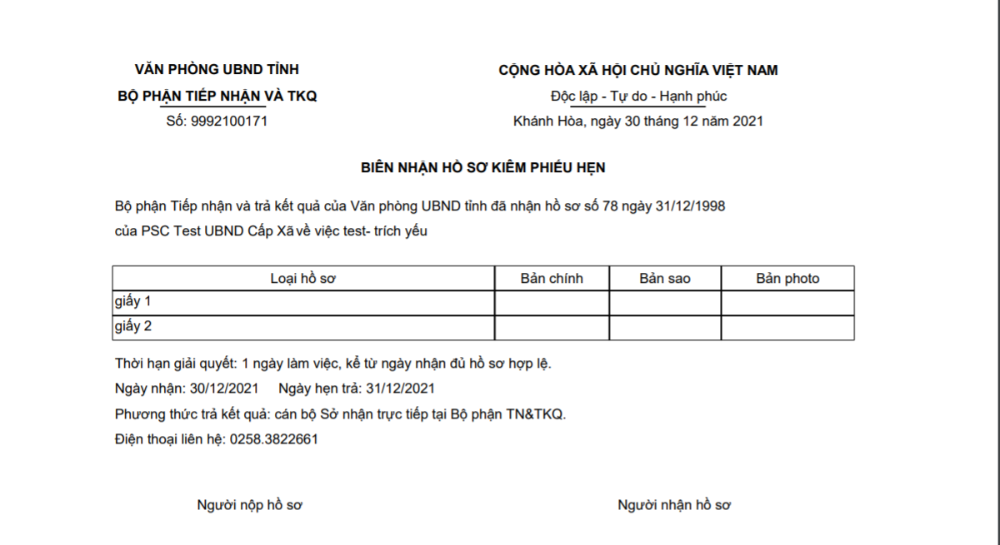 VĂN PHÒNG UBND TỈNH
BỘ PHẬN TIẾP NHẬN VÀ TKQ
Số: 9992100171
CỘNG HÒA XÃ HỘI CHỦ NGHĨA VIỆT NAM
Độc lập - Tự do - Hạnh phúc
Khánh Hòa, ngày 30 tháng 12 năm 2021
BIÊN NHẬN HỒ SƠ KIÊM PHIẾU HẸN
Bộ phận Tiếp nhận và trả kết quả của Văn phòng UBND tỉnh đã nhận hồ sơ số 78 ngày 31/12/1998
của PSC Test UBND Cấp Xã về việc test- trích yếu
Loại hồ sơ Bản chính Bản sao Bản photo
giấy 1
giấy 2
Thời hạn giải quyết: 1 ngày làm việc, kể từ ngày nhận đủ hồ sơ hợp lệ.
Ngày nhận: 30/12/2021 Ngày hẹn trả: 31/12/2021
Phương thức trả kết quả: cán bộ Sở nhận trực tiếp tại Bộ phận TN&TKQ.
Điện thoại liên hệ: 0258.3822661
Người nộp hồ sơ Người nhận hồ sơ